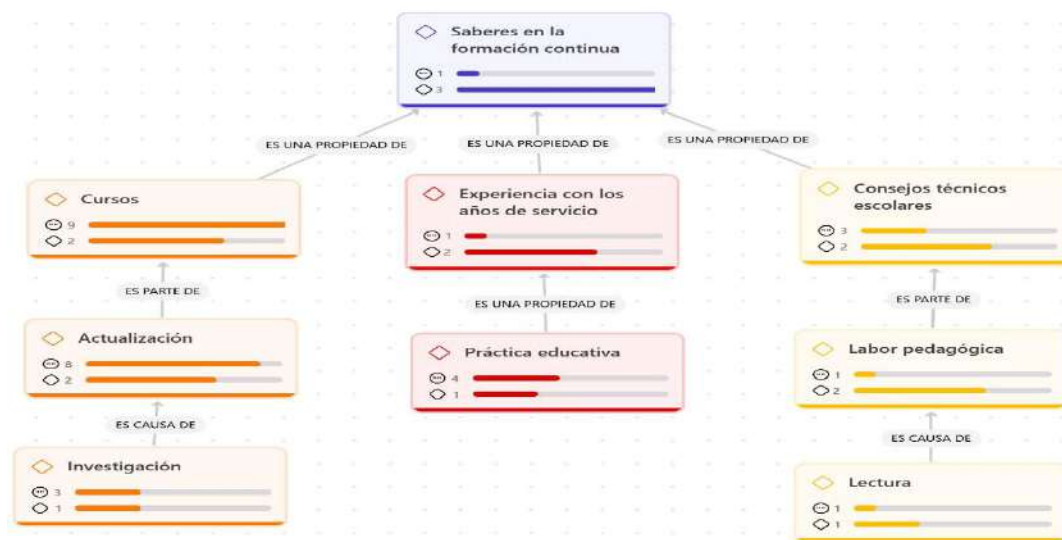 Saberes en la
formación continua
1
3
ES UNA PROPIEDAD DE
ES UNA PROPIEDAD DE
ES UNA PROPIEDAD DE
Cursos
9
2
Experiencia con los
años de servicio
1
2
Consejos técnicos
escolares
3
2
ES PARTE DE
ES UNA PROPIEDAD DE
ES PARTE DE
Actualización
8
2
Práctica educativa
4
1
Labor pedagógica
1
2
ES CAUSA DE
ES CAUSA DE
Investigación
3
1
Lectura
1
1